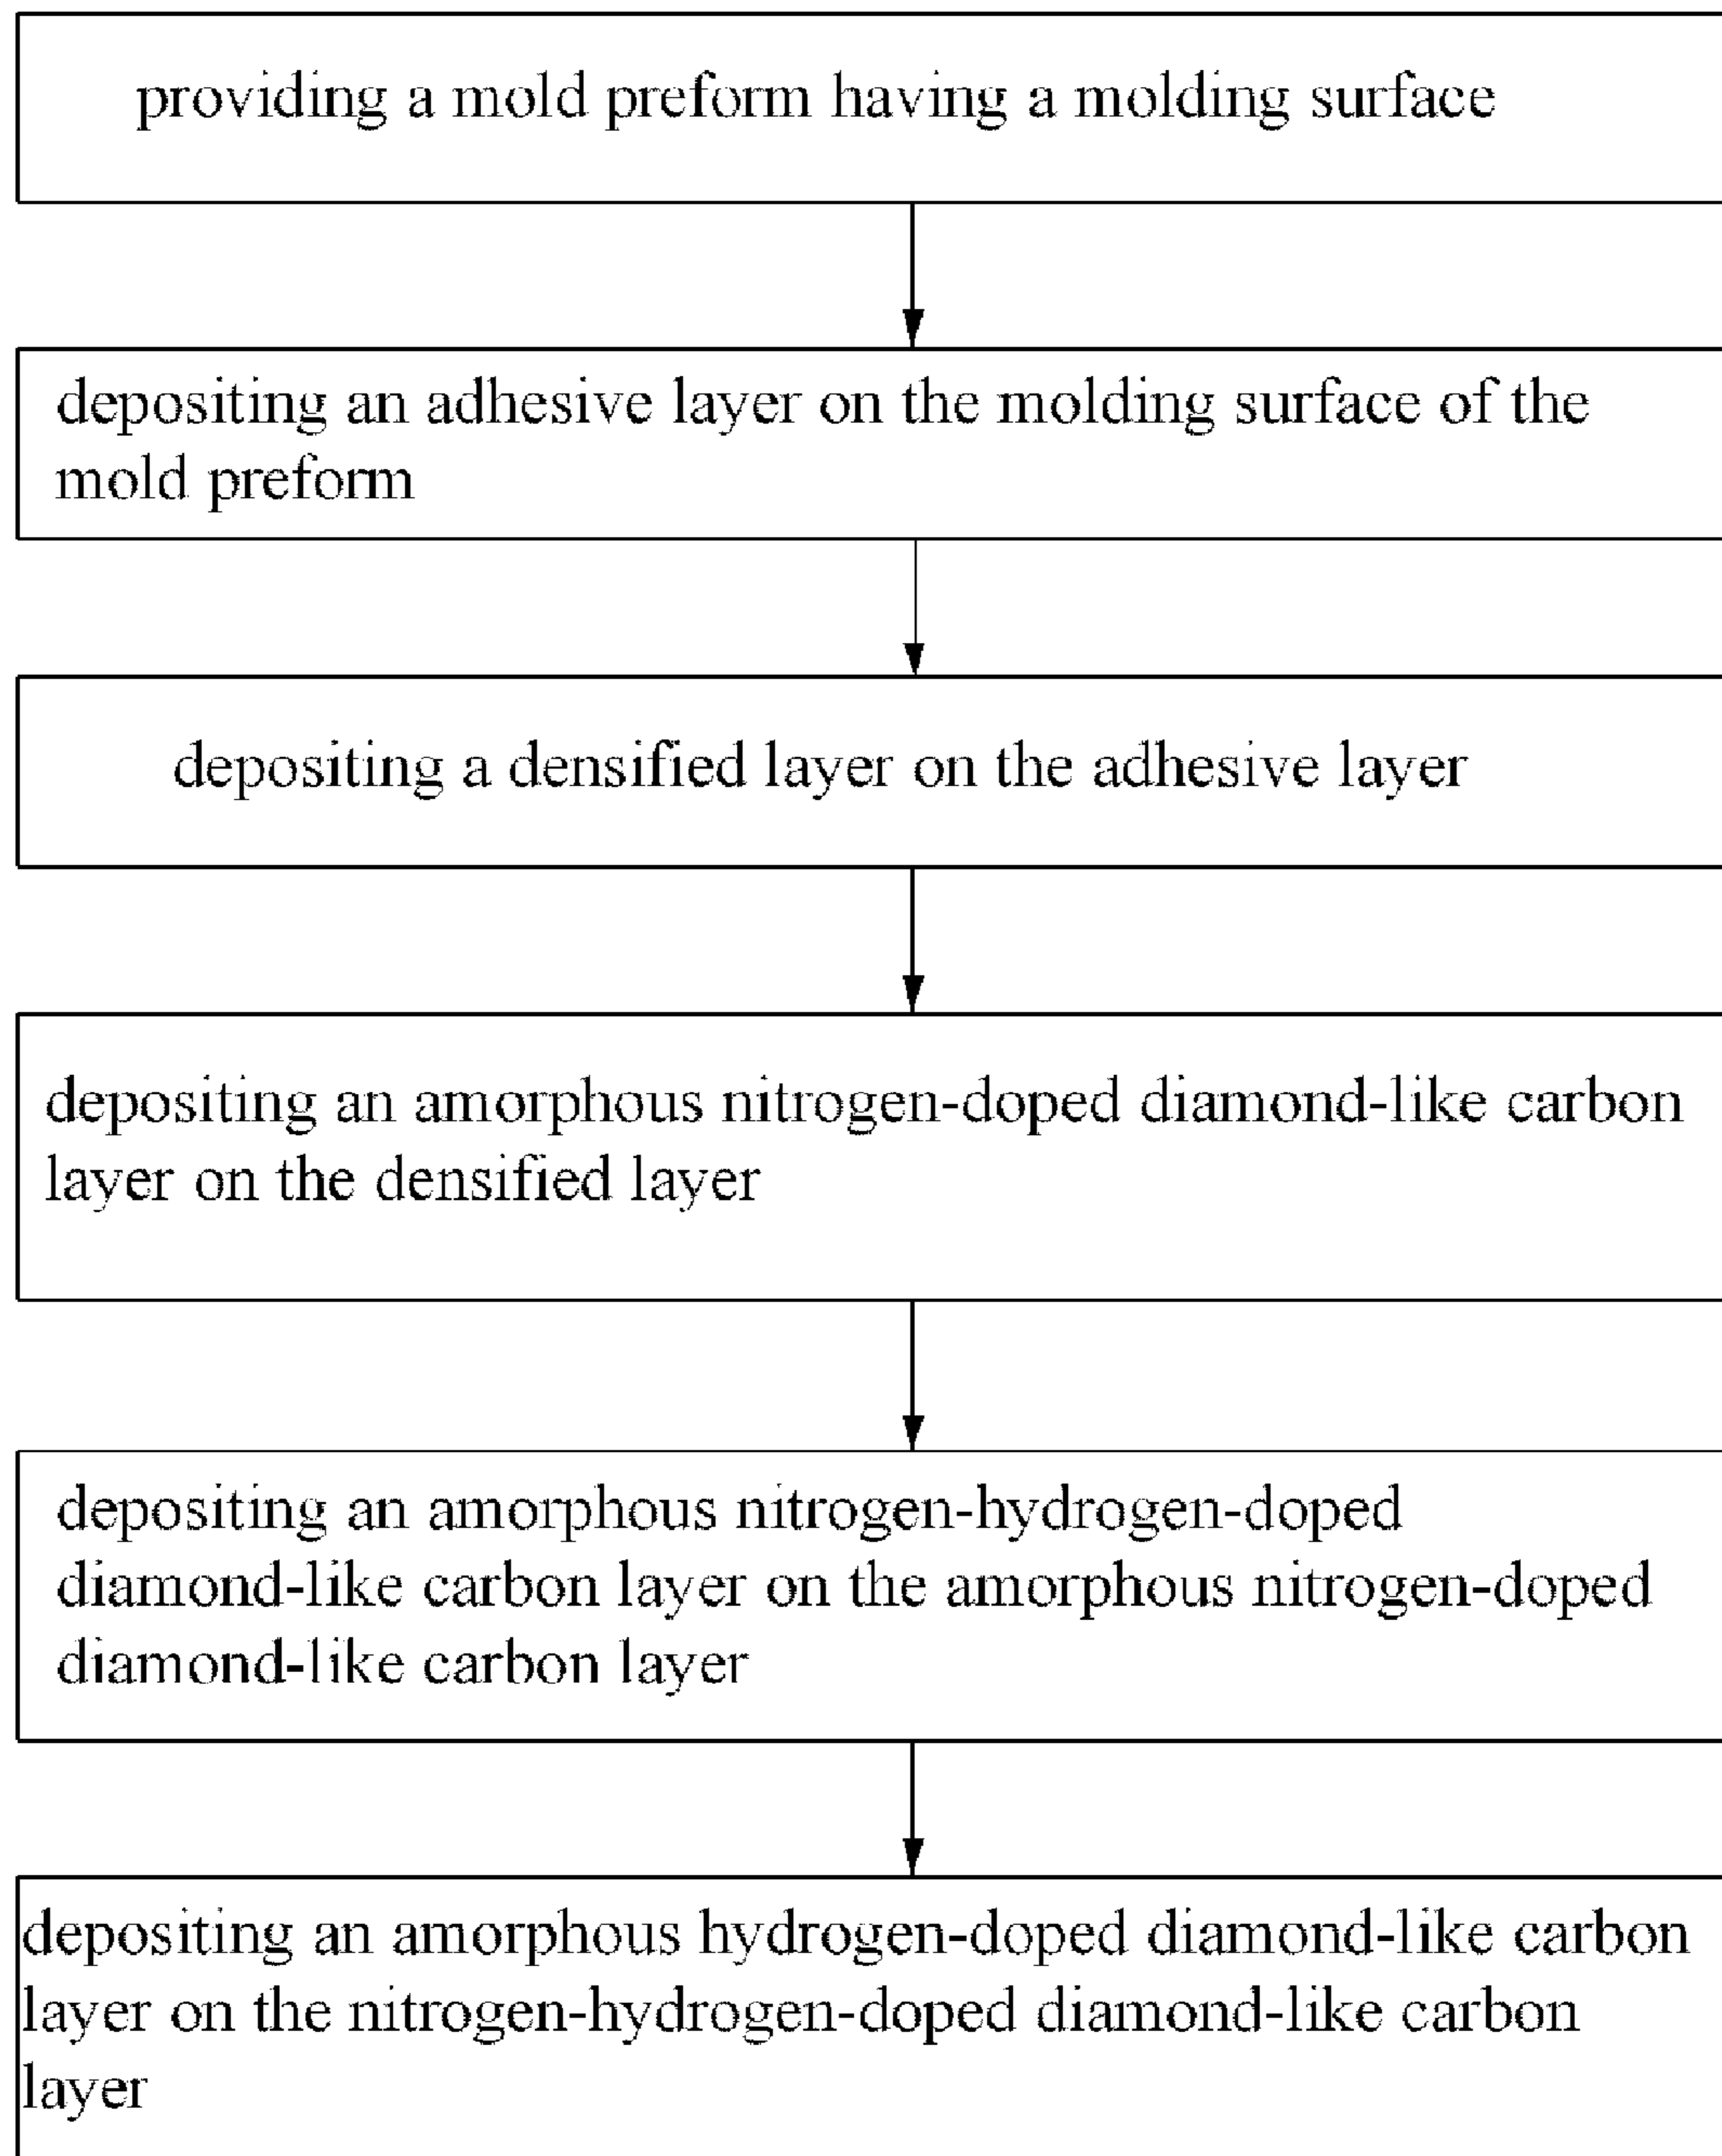 providing a mold preform having a molding surface
depositing an adhesive layer on the molding surface of the
mold preform
depositing a densified layer on the adhesive layer
depositing an amorphous nitrogen-doped diamond-like carbon
layer on the densified layer
depositing an amorphous nitrogen-hydrogen-doped
diamond-like carbon layer on the amorphous nitrogen-doped
diamond-like carbon layer
depositing an amorphous hydrogen-doped diamond-like carbon
layer on the nitrogen-hydrogen-doped diamond-like carbon
layer